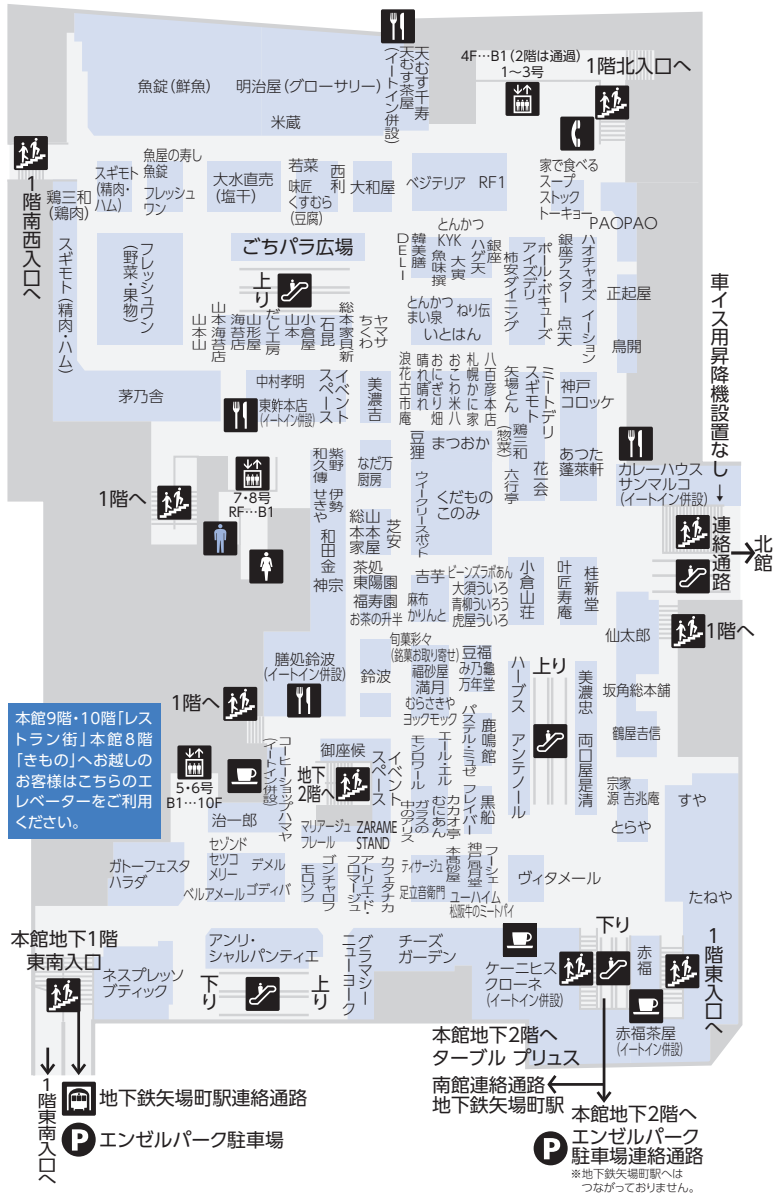 魚錠(鮮魚)
明治屋(グローサリー)
米蔵
天むす千寿
天むす茶屋
(イートイン併設)
4F…B1(2階は通過)
1〜3号
1階北入口へ
1階南西入口へ
鶏三和
(鶏肉)
スギモト
(精肉・
ハム)
魚屋の寿し
魚錠
フレッシュ
ワン
大水直売
(塩干)
若菜
味匠
くすむら
(豆腐)
西利
大和屋
ベジテリア
RF1
家で食べる
スープ
ストック
トーキョー
PAOPAO
スギモト(精肉・ハム)
フレッシュワン
(野菜・果物)
ごちパラ広場
上り
韓美膳
DELI
とんかつ
KYK
魚味撰
大寅
銀座
ハゲ天
柿安ダイニング
アイズデリ
ポール・ボキューズ
銀座アスター
点天
ハオチャオズ
イーション
正起屋
鳥開
車イス用昇降機設置なし
山本山
山本海苔店
山形屋
海苔店
だし工房
小倉屋
山本
石昆
総本家貝新
ヤマサ
ちくわ
とんかつ
まい泉
ねり伝
いとはん
茅乃舎
中村孝明
東鮓本店
(イートイン併設)
イベント
スペース
美濃吉
浪花古市庵
晴れ晴れ
おにぎり畑
おこわ米八
札幌かに家
八百彦本店
矢場とん
スギモト
ミートデリ
神戸
コロッケ
鶏三和
(惣菜)
六行亭
花一会
あつた
蓬萊軒
カレーハウス
サンマルコ
(イートイン併設)
1階へ
7・8号
RF…B1
紫野
和久傳
伊勢
せきや
和田金
神宗
なだ万
厨房
豆狸
まつおか
ウイークリースポット
くだもの
このみ
山本屋
総本家
芝安
連絡通路
北館
茶処
東陽園
福寿園
お茶の升半
吉芋
麻布
かりんと
ビーンズラボあん
大須ういろ
青柳ういろう
虎屋ういろ
小倉山荘
叶匠寿庵
桂新堂
仙太郎
1階へ
膳処鈴波
(イートイン併設)
鈴波
旬菓彩々
(銘菓お取り寄せ)
福砂屋
満月
むらさきや
ヨックモック
豆福
み乃龜
万年堂
ハーブス
アンテノール
上り
美濃忠
両口屋是清
坂角総本舗
鶴屋吉信
1階へ
本館9階・10階「レス
トラン街」本館8階
「きもの」へお越しの
お客様はこちらのエ
レベーターをご利用
ください。
5・6号
B1…10F
コーヒーショップハマヤ
(イートイン併設)
御座候
地下
2階へ
イベント
スペース
モンロワール
エール・エル
パステル・ミュゼ
鹿鳴館
宗家
源 吉兆庵
とらや
すや
治一郎
マリアージュ
フレール
ZARAME
STAND
ガラスの
中のアリス
むにあん
カカオ亭
フレイバー
黒船
ガトーフェスタ
ハラダ
セゾンド
セツコ
メリー
ベルアメール
デメル
ゴディバ
モロゾフ
ゴンチャロフ
アトリエ・ド・
フロマージュ
カフェタナカ
ティサージュ
足立音衛門
本髙砂屋
神戸風月堂
フーシェ
ユーハイム
松阪牛のミートパイ
ヴィタメール
たねや
本館地下1階
東南入口
ネスプレッソ
ブティック
アンリ・
シャルパンティエ
下り
上り
グラマシー
ニューヨーク
チーズ
ガーデン
ケーニヒス
クローネ
(イートイン併設)
下り
赤福
1階東入口へ
赤福茶屋
(イートイン併設)
本館地下2階へ
ターブル プリュス
南館連絡通路
地下鉄矢場町駅
1階東南入口へ
地下鉄矢場町駅連絡通路
P エンゼルパーク駐車場
本館地下2階へ
P エンゼルパーク
駐車場連絡通路
※地下鉄矢場町駅へは
つながっておりません。